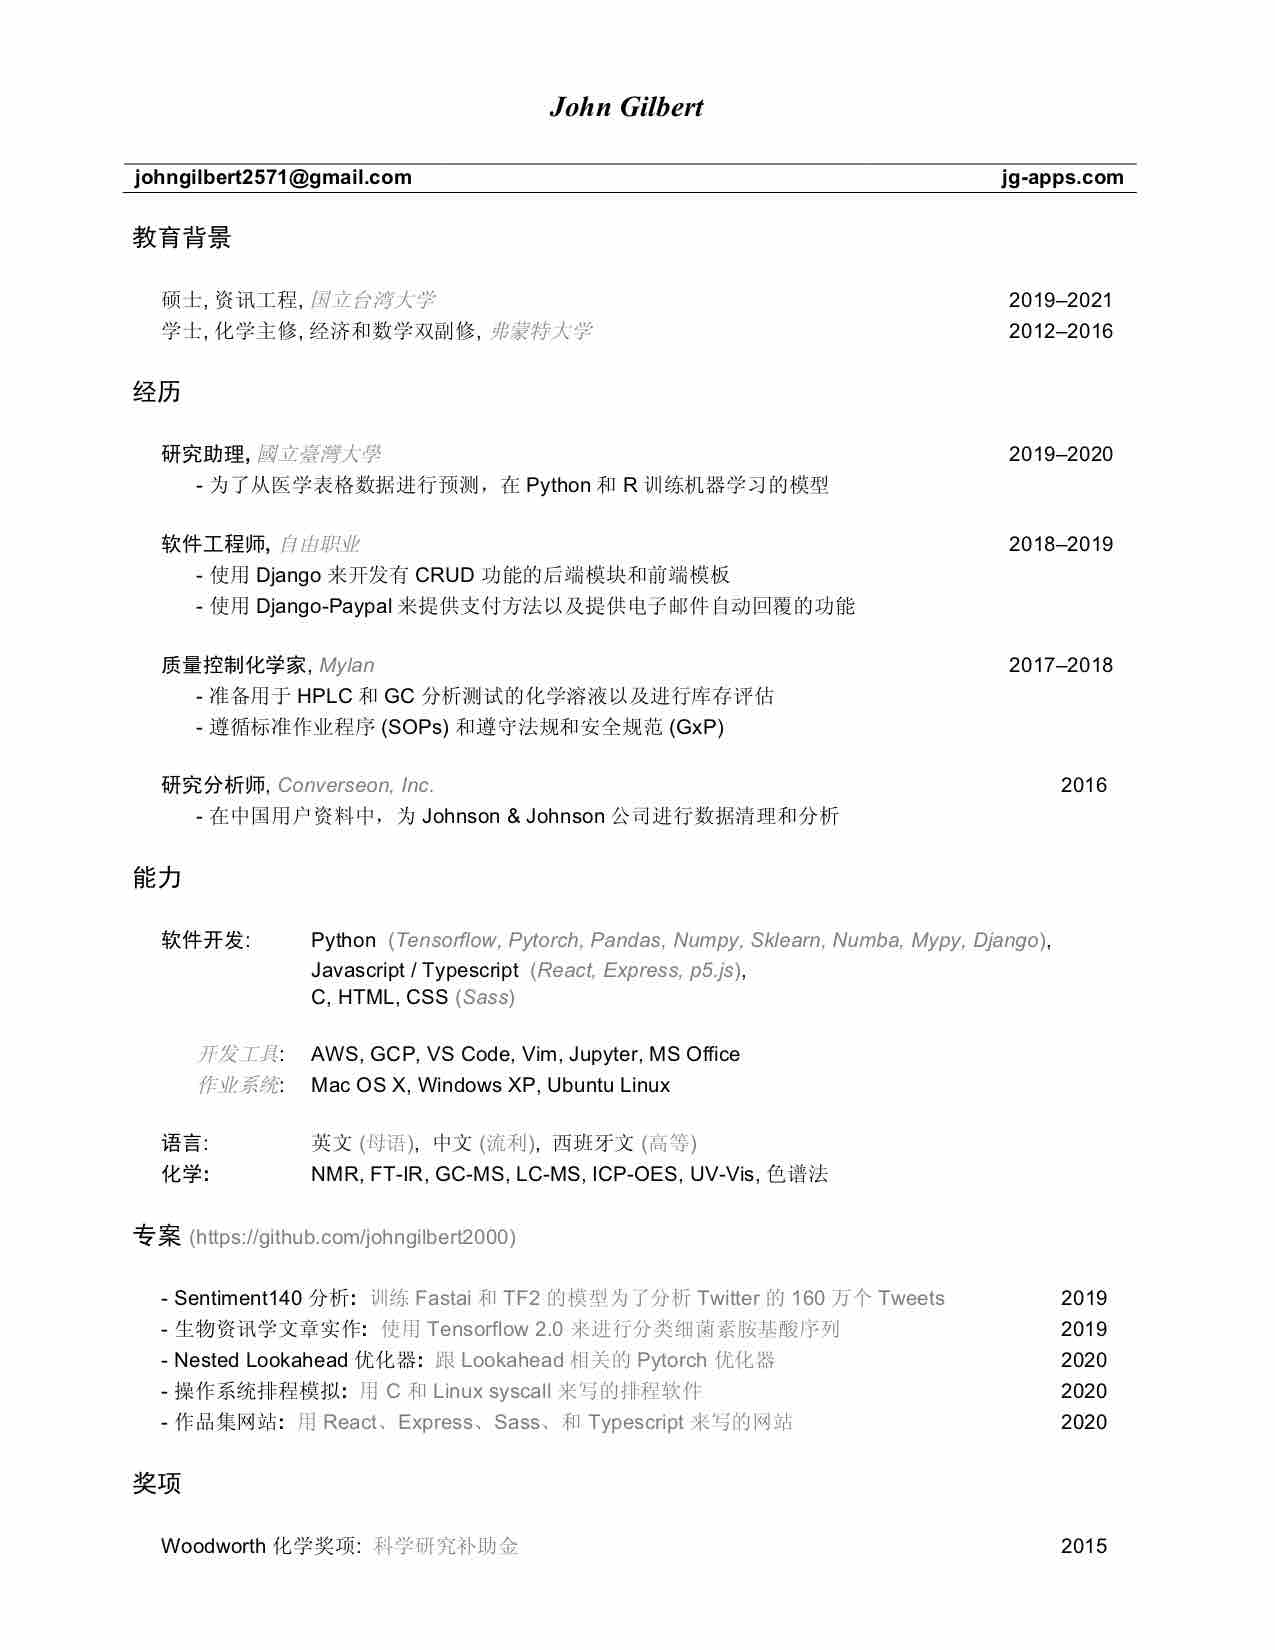 John Gilbert
johngilbert2571@gmail.com jg-apps.com
教育背景
硕士, 资讯工程, 国立台湾大学 2019–2021
学士, 化学主修, 经济和数学双副修, 弗蒙特大学 2012–2016
经历
研究助理, 國立臺灣大學 2019–2020
- 为了从医学表格数据进行预测，在 Python 和 R 训练机器学习的模型
软件工程师, 自由职业 2018–2019
- 使用 Django 来开发有 CRUD 功能的后端模块和前端模板
- 使用 Django-Paypal 来提供支付方法以及提供电子邮件自动回覆的功能
质量控制化学家, Mylan 2017–2018
- 准备用于 HPLC 和 GC 分析测试的化学溶液以及进行库存评估
- 遵循标准作业程序 (SOPs) 和遵守法规和安全规范 (GxP)
研究分析师, Converseon, Inc. 2016
- 在中国用户资料中，为 Johnson & Johnson 公司进行数据清理和分析
能力
软件开发: Python (Tensorflow, Pytorch, Pandas, Numpy, Sklearn, Numba, Mypy, Django),
Javascript / Typescript (React, Express, p5.js),
C, HTML, CSS (Sass)
开发工具: AWS, GCP, VS Code, Vim, Jupyter, MS Office
作业系统: Mac OS X, Windows XP, Ubuntu Linux
语言: 英文 (母语), 中文 (流利), 西班牙文 (高等)
化学: NMR, FT-IR, GC-MS, LC-MS, ICP-OES, UV-Vis, 色谱法
专案 (https://github.com/johngilbert2000)
- Sentiment140 分析: 训练 Fastai 和 TF2 的模型为了分析 Twitter 的 160 万个 Tweets 2019
- 生物资讯学文章实作: 使用 Tensorflow 2.0 来进行分类细菌素胺基酸序列 2019
- Nested Lookahead 优化器: 跟 Lookahead 相关的 Pytorch 优化器 2020
- 操作系统排程模拟: 用 C 和 Linux syscall 来写的排程软件 2020
- 作品集网站: 用 React、Express、Sass、和 Typescript 来写的网站 2020
奖项
Woodworth 化学奖项: 科学研究补助金 2015